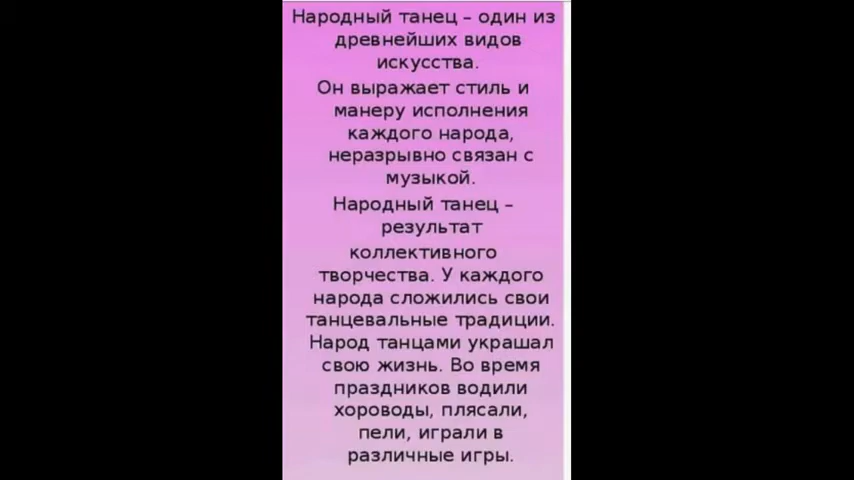 Народный танец – один из
древнейших видов
искусства.
Он выражает стиль и
манеру исполнения
каждого народа,
неразрывно связан с
музыкой.
Народный танец –
результат
коллективного
творчества. У каждого
народа сложились свои
танцевальные традиции.
Народ танцами украшал
свою жизнь. Во время
праздников водили
хороводы, плясали,
пели, играли в
различные игры.